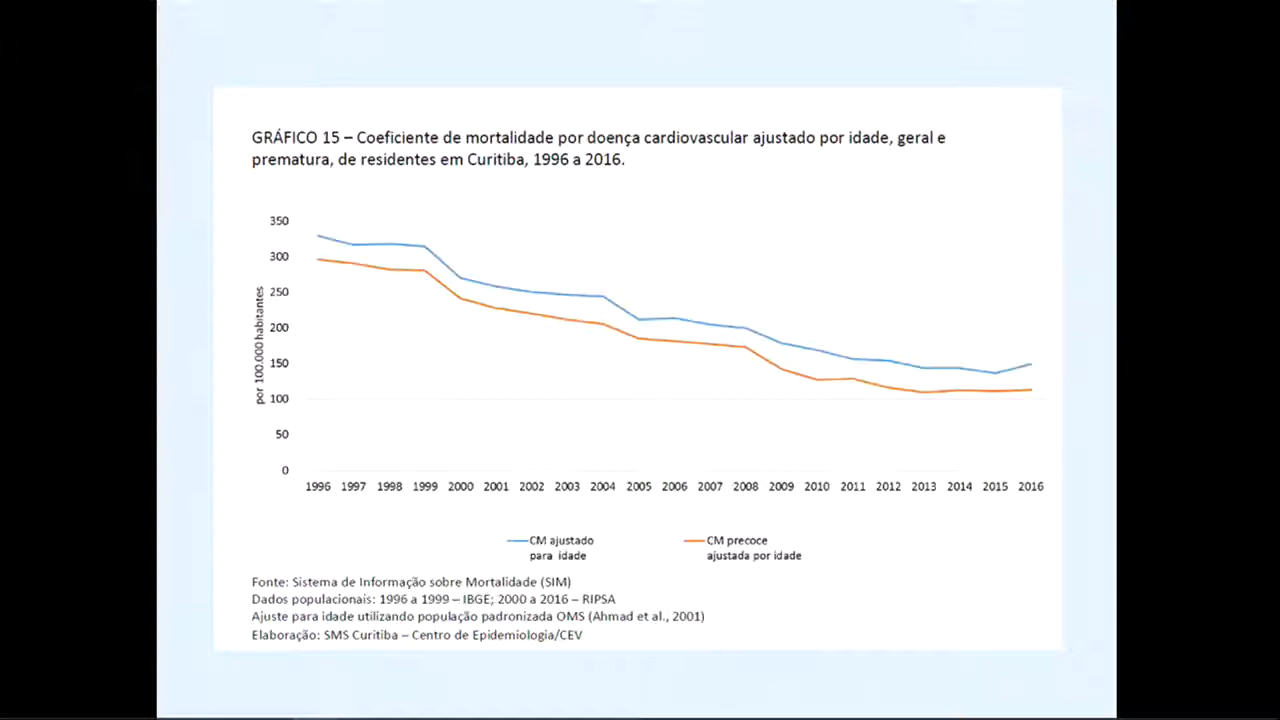 GRÁFICO 15 – Coeficiente de mortalidade por doença cardiovascular ajustado por idade, geral e
prematura, de residentes em Curitiba, 1996 a 2016.
350
300
250
200
150
100
50
0
por 100.000 habitantes
1996 1997 1998 1999 2000 2001 2002 2003 2004 2005 2006 2007 2008 2009 2010 2011 2012 2013 2014 2015 2016
CM ajustado
para idade
CM precoce
ajustada por idade
Fonte: Sistema de Informação sobre Mortalidade (SIM)
Dados populacionais: 1996 a 1999 – IBGE; 2000 a 2016 – RIPSA
Ajuste para idade utilizando população padronizada OMS (Ahmad et al., 2001)
Elaboração: SMS Curitiba – Centro de Epidemiologia/CEV